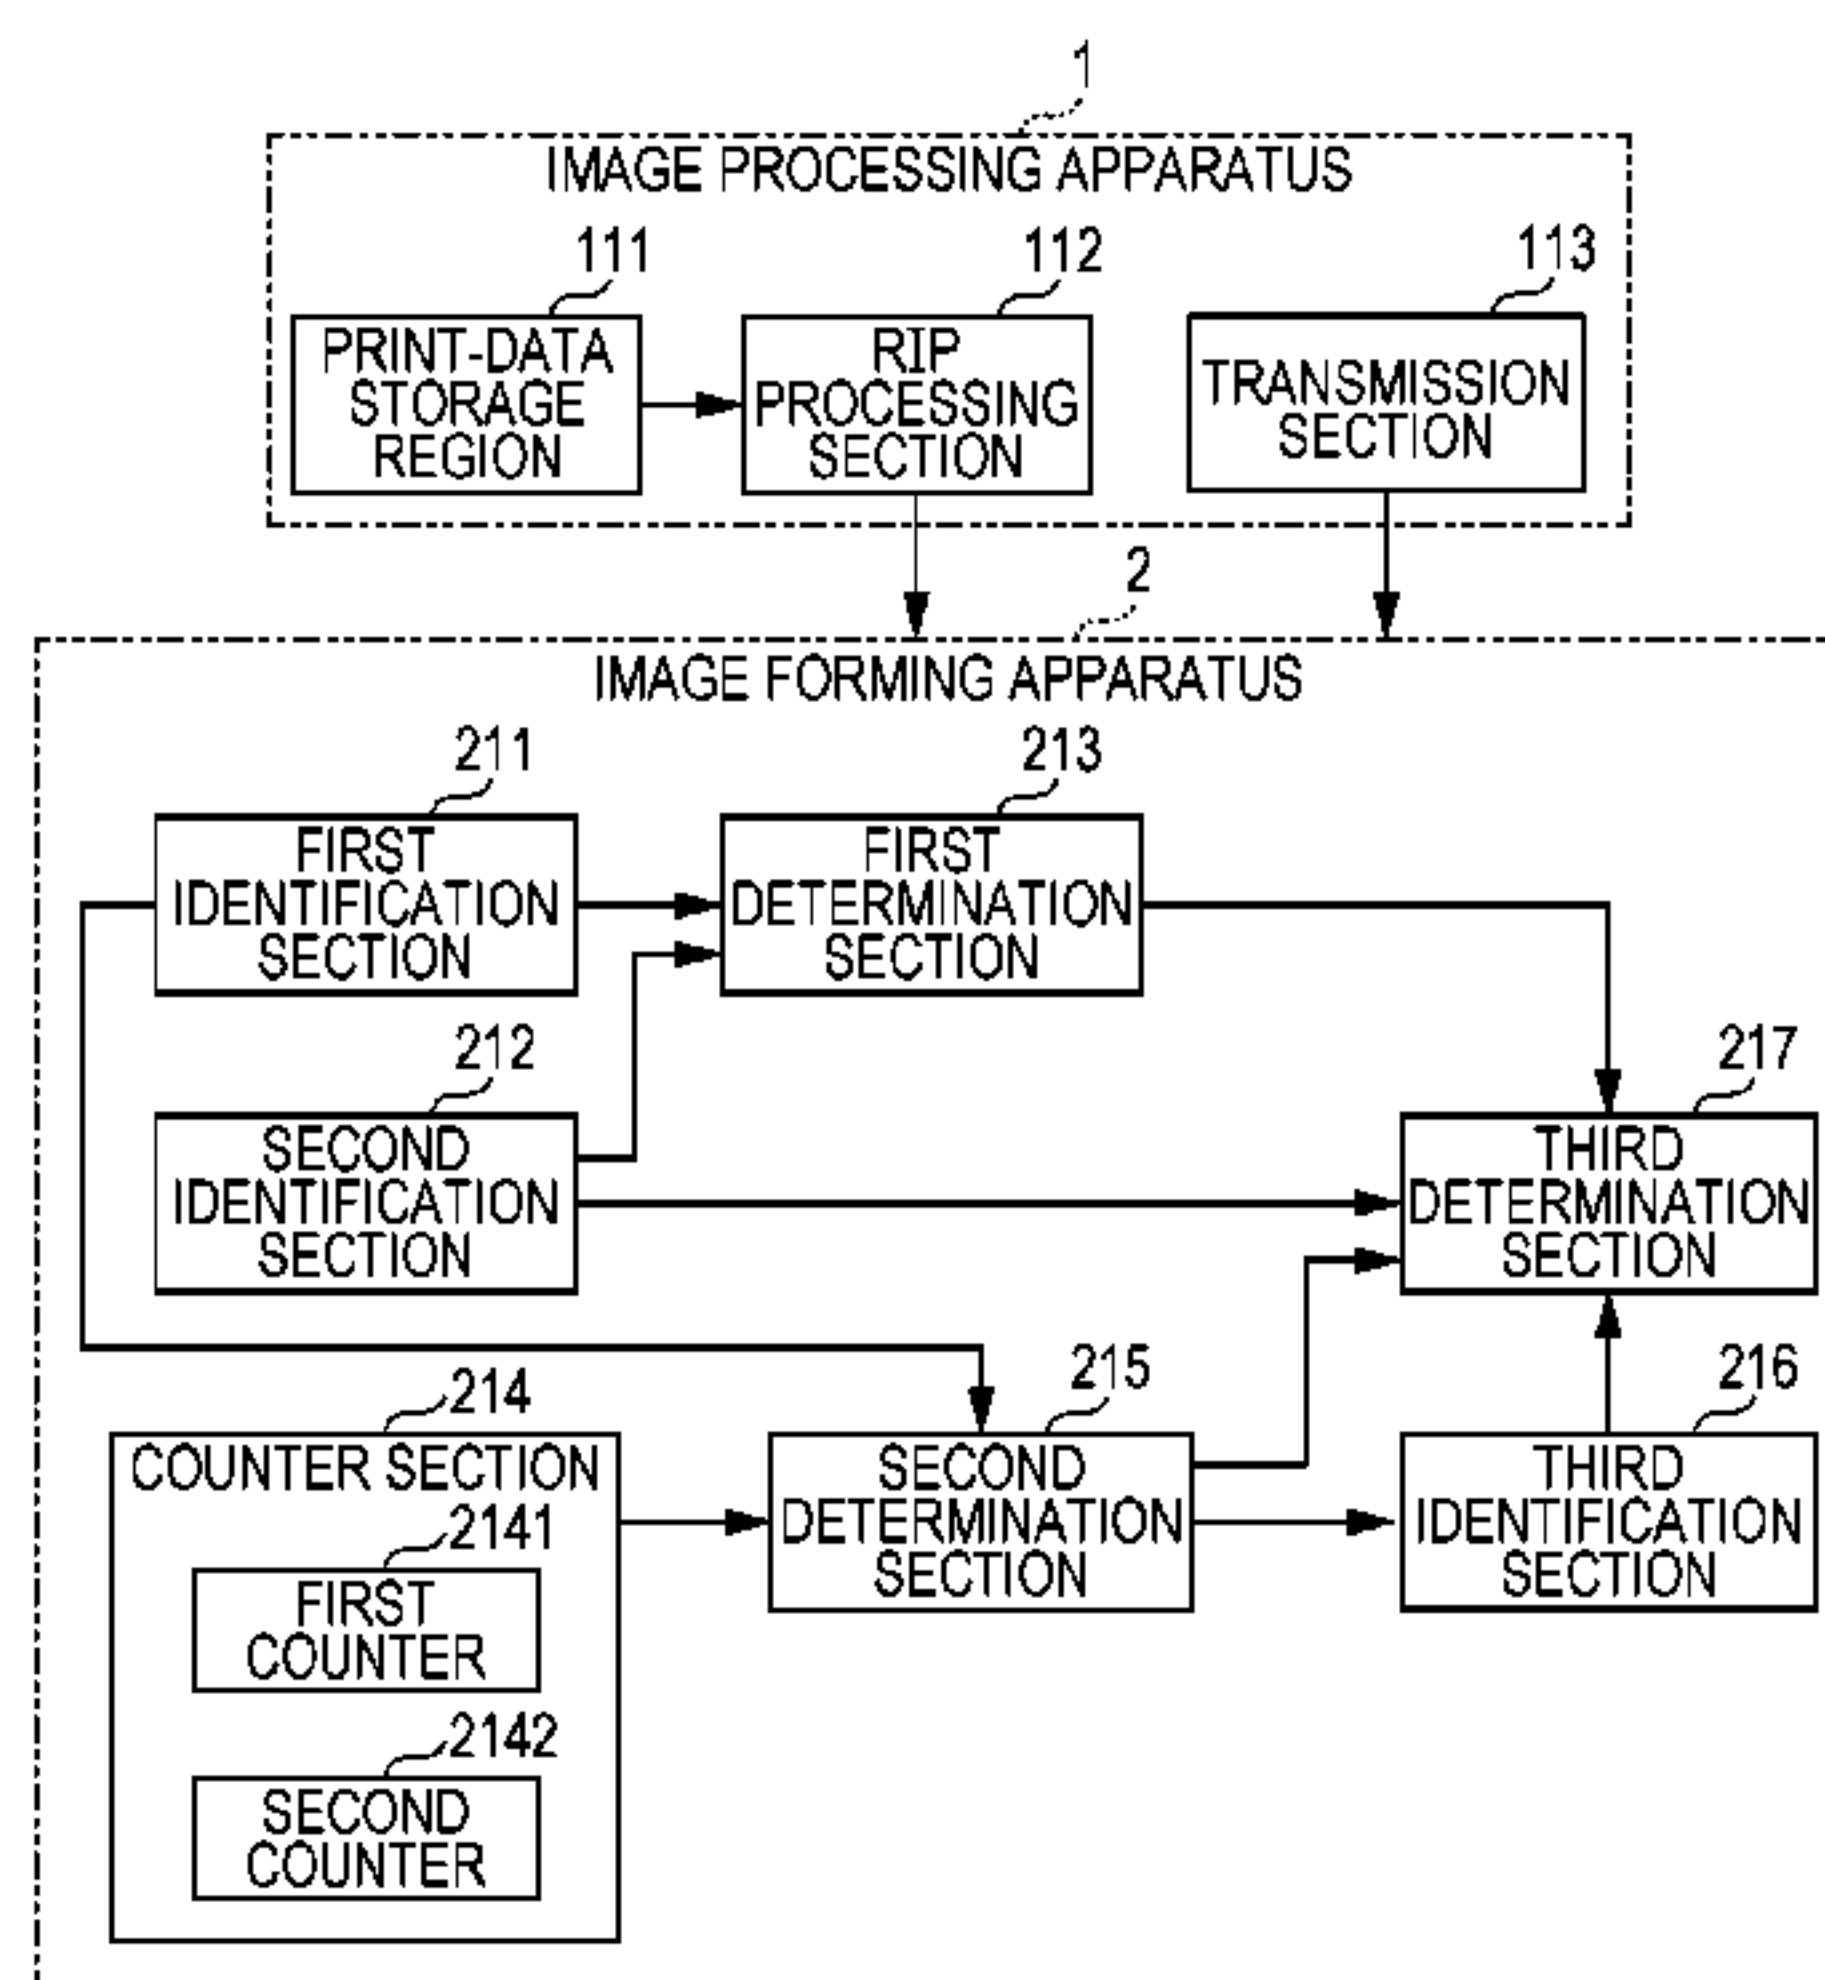 1
IMAGE PROCESSING APPARATUS
111
112
113
PRINT-DATA
STORAGE
REGION
RIP
PROCESSING
SECTION
TRANSMISSION
SECTION
2
IMAGE FORMING APPARATUS
211
213
FIRST
IDENTIFICATION
SECTION
FIRST
DETERMINATION
SECTION
212
217
SECOND
IDENTIFICATION
SECTION
THIRD
DETERMINATION
SECTION
214
215
216
COUNTER SECTION
SECOND
DETERMINATION
SECTION
THIRD
IDENTIFICATION
SECTION
2141
FIRST
COUNTER
2142
SECOND
COUNTER